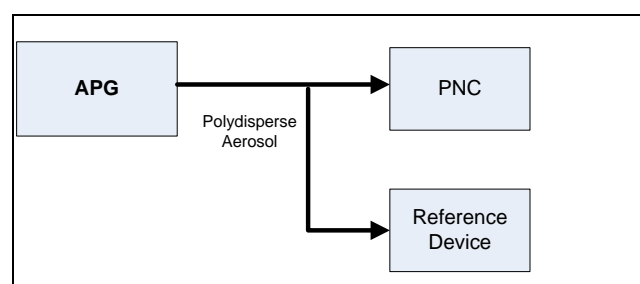 APG
PNC
Polydisperse
Aerosol
Reference
Device